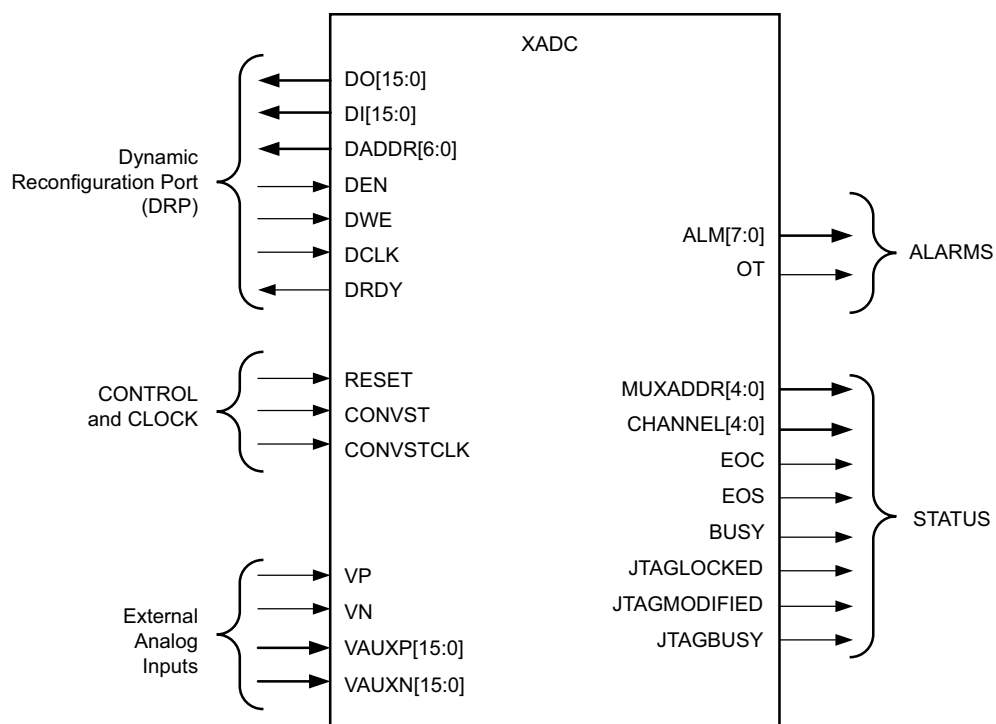 XADC
Dynamic
Reconfiguration Port
(DRP)
DO[15:0]
DI[15:0]
DADDR[6:0]
DEN
DWE
DCLK
DRDY
CONTROL
and CLOCK
RESET
CONVST
CONVSTCLK
External
Analog
Inputs
VP
VN
VAUXP[15:0]
VAUXN[15:0]
ALM[7:0]
OT
ALARMS
MUXADDR[4:0]
CHANNEL[4:0]
EOC
EOS
BUSY
JTAGLOCKED
JTAGMODIFIED
JTAGBUSY
STATUS